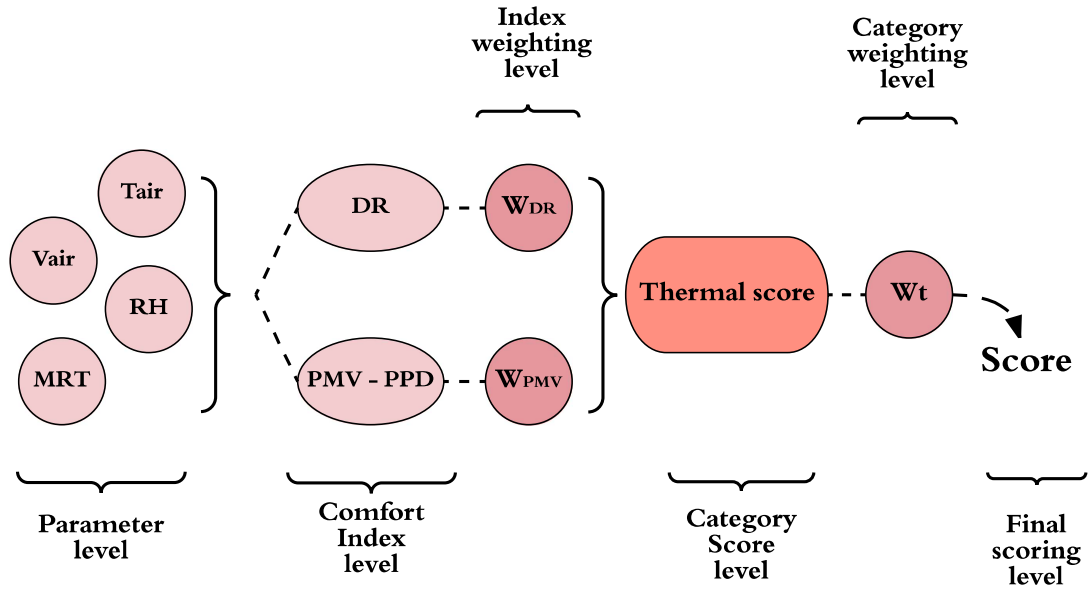 Index
weighting
level
Category
weighting
level
Tair
Vair
RH
MRT
DR
WDR
PMV - PPD
WPMV
Thermal score
Wt
Score
Parameter
level
Comfort
Index
level
Category
Score
level
Final
scoring
level